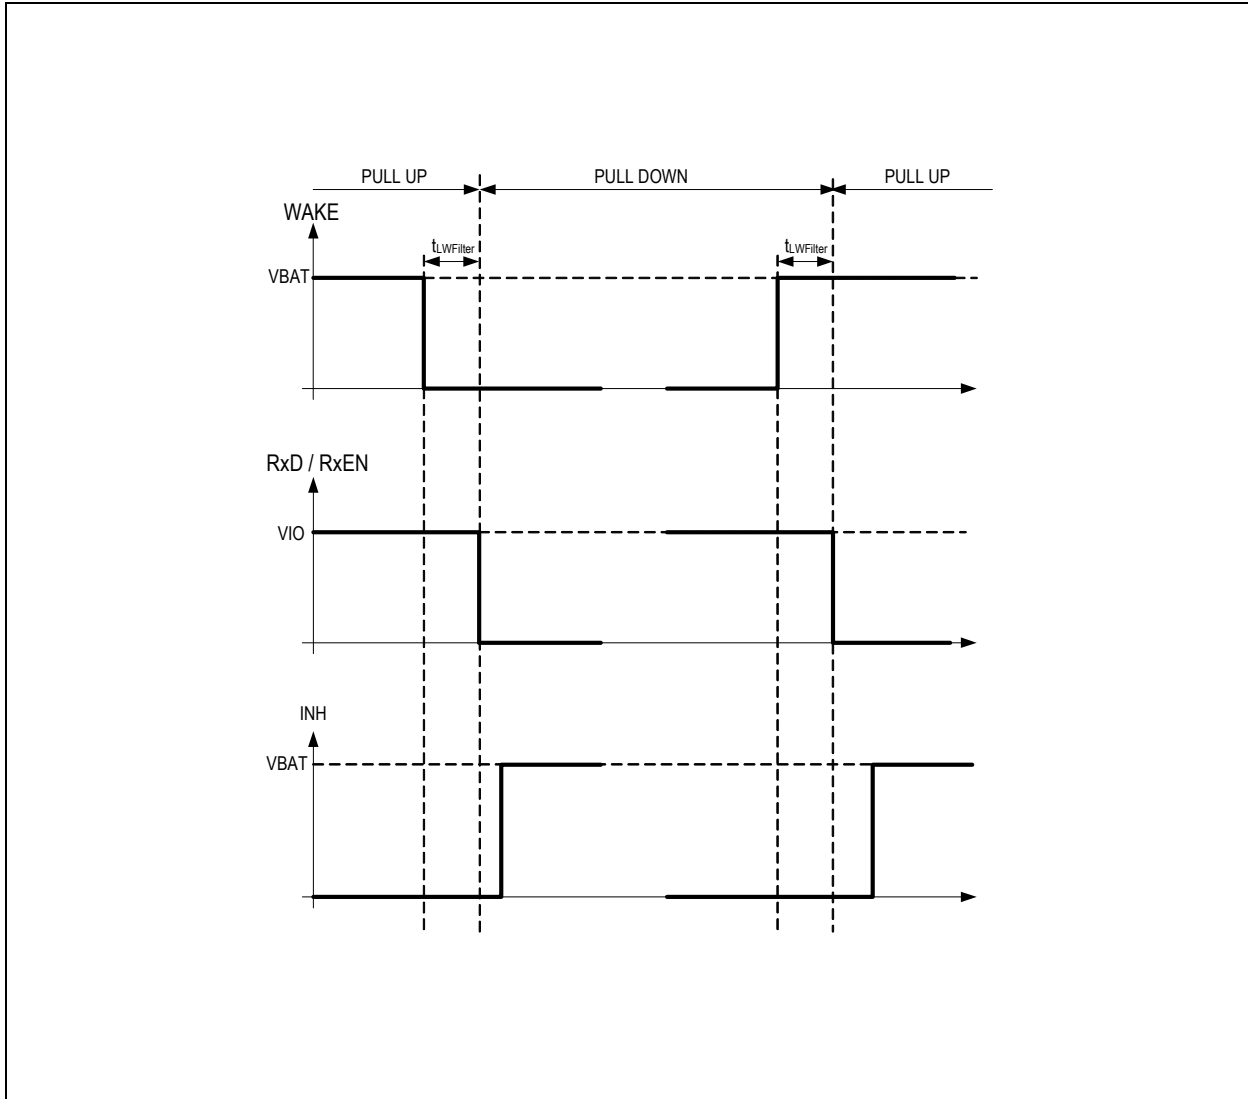 PULL UP PULL DOWN PULL UP
WAKE
tLWFilter tLWFilter
VBAT
RxD / RxEN
VIO
INH
VBAT